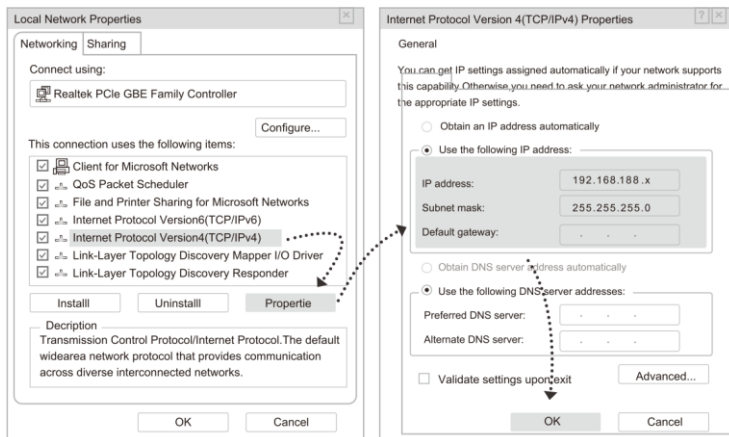 Local Network Properties
Networking Sharing
Connect using:
Realtek PCIe GBE Family Controller
Configure...
This connection uses the following items:
Client for Microsoft Networks
QoS Packet Scheduler
File and Printer Sharing for Microsoft Networks
Internet Protocol Version6(TCP/IPv6)
Internet Protocol Version4(TCP/IPv4)
Link-Layer Topology Discovery Mapper I/O Driver
Link-Layer Topology Discovery Responder
Installl Uninstalll Propertie
Decription
Transmission Control Protocol/Internet Protocol.The default
widearea network protocol that provides communication
across diverse interconnected networks.
OK Cancel
Internet Protocol Version 4(TCP/IPv4) Properties
General
You can get IP settings assigned automatically if your network supports
this capability.Otherwise,you need to ask your network administrator for
the appropriate IP settings.
Obtain an IP address automatically
Use the following IP address:
IP address: 192.168.188.x
Subnet mask: 255.255.255.0
Default gateway: . . .
Obtain DNS server address automatically
Use the following DNS server addresses:
Preferred DNS server: . . .
Alternate DNS server: . . .
Validate settings upon exit Advanced...
OK Cancel